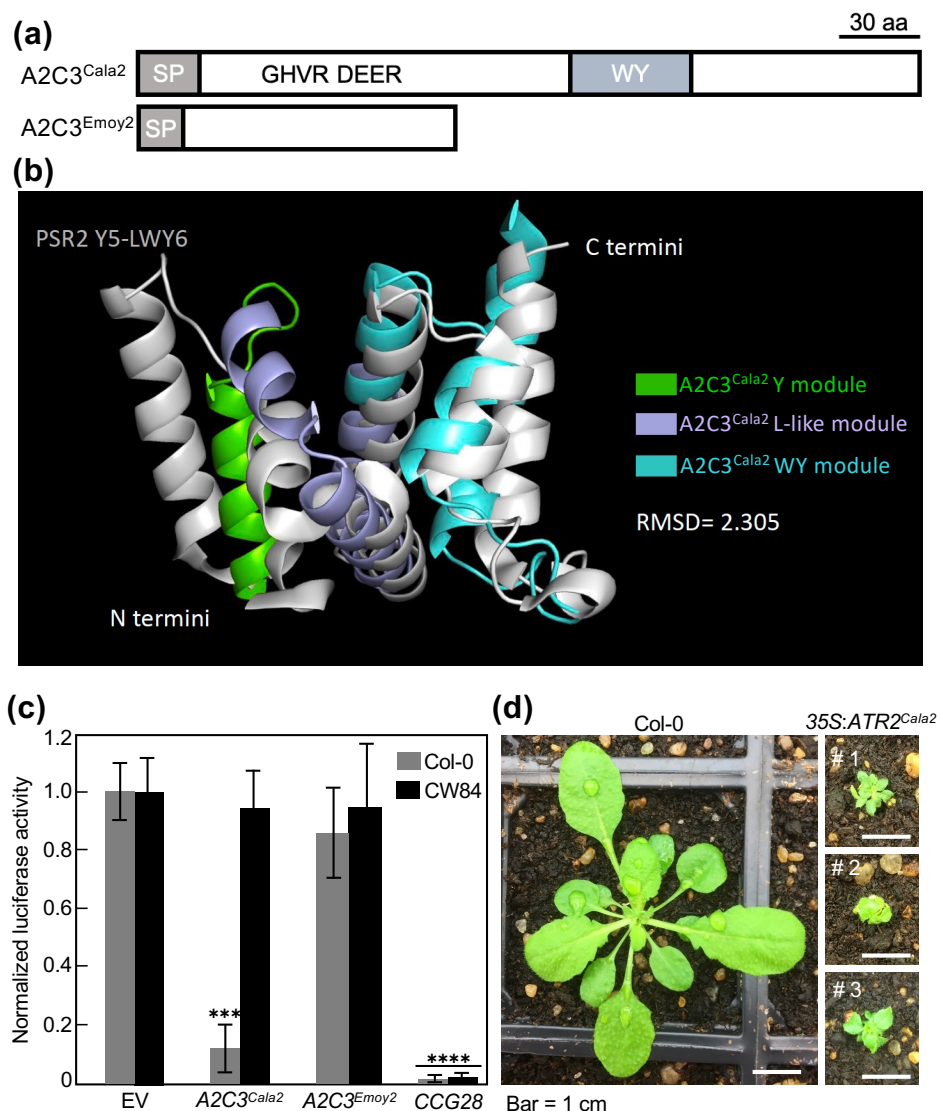 (a)
30 aa
A2C3Cala2
SP
GHVR DEER
WY
A2C3Emoy2
SP
(b)
PSR2 Y5-LWY6
C termini
A2C3Cala2 Y module
A2C3Cala2 L-like module
A2C3Cala2 WY module
RMSD= 2.305
N termini
(c)
Normalized luciferase activity
1.2
1.0
0.8
0.6
0.4
0.2
0
Col-0
CW84
***
****
EV
A2C3Cala2
A2C3Emoy2
CCG28
(d)
Col-0
35S:ATR2Cala2
# 1
# 2
# 3
Bar = 1 cm